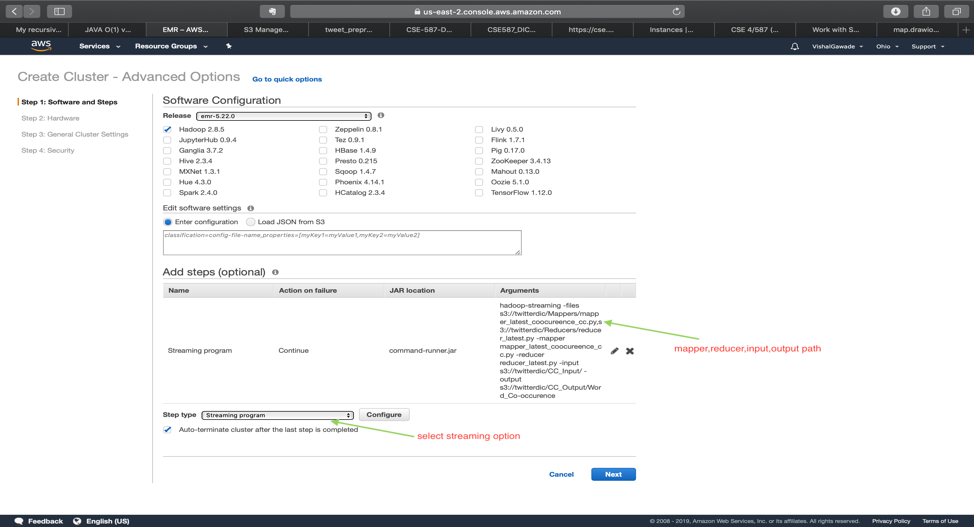 us-east-2.console.aws.amazon.com
My recursiv...
JAVA O(1) v...
EMR – AWS...
S3 Manage...
tweet_prepr...
CSE-587-D...
CSE587_DIC...
https://cse....
Instances |...
CSE 4/587 (...
Work with S...
map.drawio...
aws
Services
Resource Groups
VishalGawade
Ohio
Support
Create Cluster - Advanced Options
Go to quick options
Step 1: Software and Steps
Step 2: Hardware
Step 3: General Cluster Settings
Step 4: Security
Software Configuration
Release emr-5.22.0
Hadoop 2.8.5 Zeppelin 0.8.1 Livy 0.5.0
JupyterHub 0.9.4 Tez 0.9.1 Flink 1.7.1
Ganglia 3.7.2 HBase 1.4.9 Pig 0.17.0
Hive 2.3.4 Presto 0.215 ZooKeeper 3.4.13
MXNet 1.3.1 Sqoop 1.4.7 Mahout 0.13.0
Hue 4.3.0 Phoenix 4.14.1 Oozie 5.1.0
Spark 2.4.0 HCatalog 2.3.4 TensorFlow 1.12.0
Edit software settings
Enter configuration Load JSON from S3
classification=config-file-name,properties=[myKey1=myValue1,myKey2=myValue2]
Add steps (optional)
Name Action on failure JAR location Arguments
Streaming program Continue command-runner.jar
hadoop-streaming -files
s3://twitterdic/Mappers/mapp
er_latest_coocureence_cc.py,s
3://twitterdic/Reducers/reduce
r_latest.py -mapper
mapper_latest_coocureence_c
c.py -reducer
reducer_latest.py -input
s3://twitterdic/CC_Input/ -
output
s3://twitterdic/CC_Output/Wor
d_Co-occurence
mapper,reducer,input,output path
Step type Streaming program Configure
Auto-terminate cluster after the last step is completed
select streaming option
Cancel Next
Feedback English (US)
© 2008 - 2019, Amazon Web Services, Inc. or its affiliates. All rights reserved. Privacy Policy Terms of Use